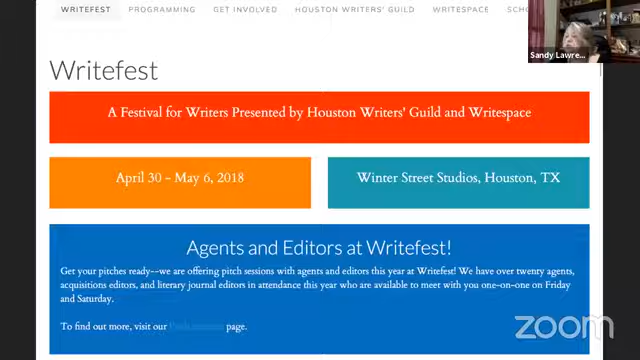 WRITEFEST PROGRAMMING GET INVOLVED HOUSTON WRITERS' GUILD WRITESPACE
Sandy Lawre...
Writefest
A Festival for Writers Presented by Houston Writers' Guild and Writespace
April 30 - May 6, 2018
Winter Street Studios, Houston, TX
Agents and Editors at Writefest!
Get your pitches ready--we are offering pitch sessions with agents and editors this year at Writefest! We have over twenty agents,
acquisitions editors, and literary journal editors in attendance this year who are available to meet with you one-on-one on Friday
and Saturday.
To find out more, visit our page.
zoom